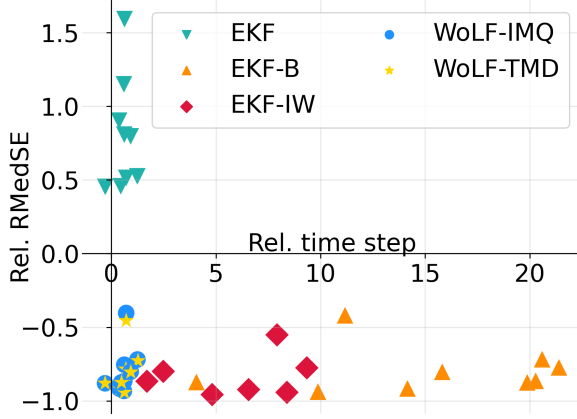 1.5
1.0
0.5
0.0
−0.5
−1.0
Rel. RMedSE
EKF
EKF-B
EKF-IW
WoLF-IMQ
WoLF-TMD
Rel. time step
0 5 10 15 20